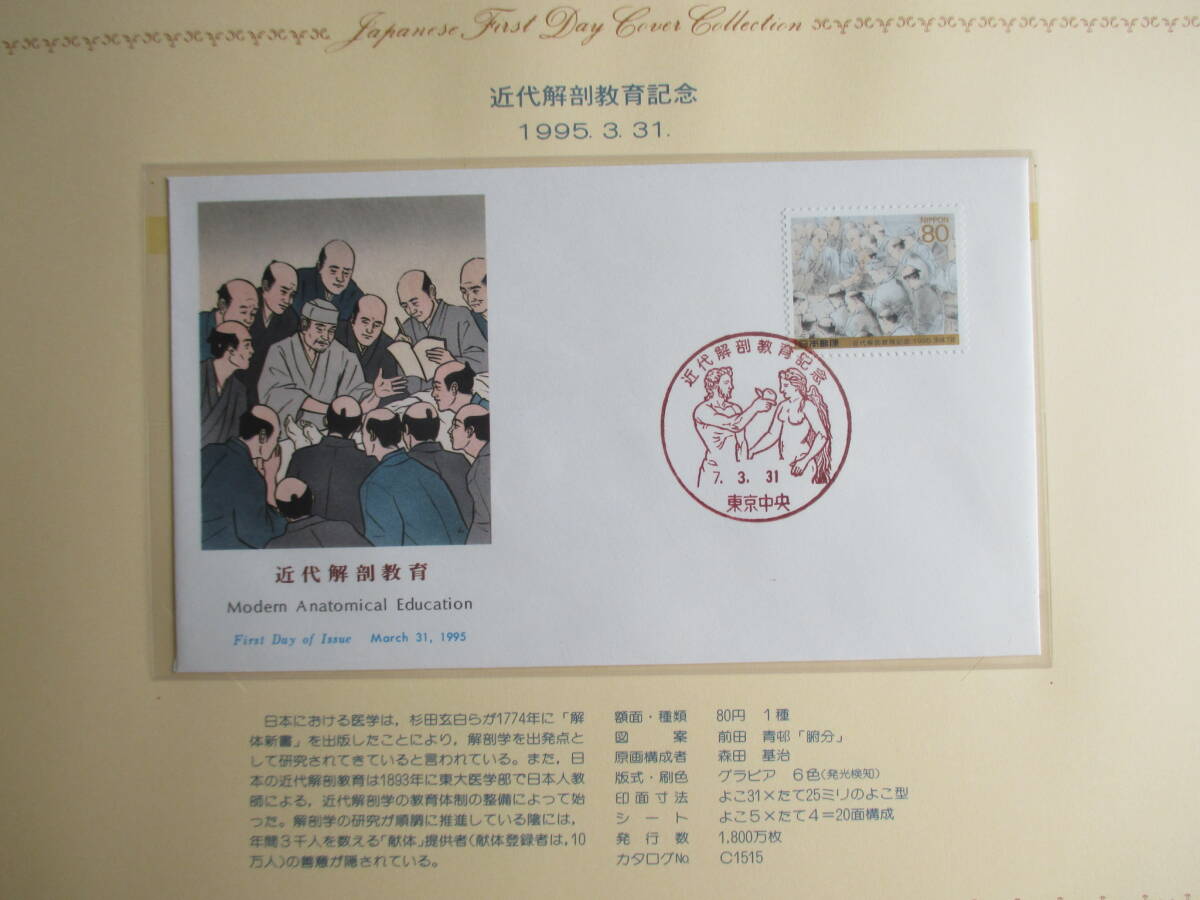 Japanese First Day Cover Collection
近代解剖教育記念
1995. 3. 31.
NIPPON
80
日本郵便 近代解剖教育記念 1995
近代解剖教育記念
7. 3. 31
東京中央
近代解剖教育
Modern Anatomical Education
First Day of Issue March 31, 1995
日本における医学は，杉田玄白らが1774年に「解
体新書」を出版したことにより，解剖学を出発点と
して研究されてきていると言われている。また，日
本の近代解剖教育は1893年に東大医学部で日本人教
師による，近代解剖学の教育体制の整備によって始
った。解剖学の研究が順調に推進している陰には，
年間３千人を数える「献体」提供者（献体登録者は，10
万人）の善意が隠されている。
額面・種類 80円 １種
図案 前田 青邨「腑分」
原画構成者 森田 基治
版式・刷色 グラビア ６色（発光検知）
印面寸法 よこ31×たて25ミリのよこ型
シート よこ５×たて４＝20面構成
発行数 1,800万枚
カタログ№ C1515